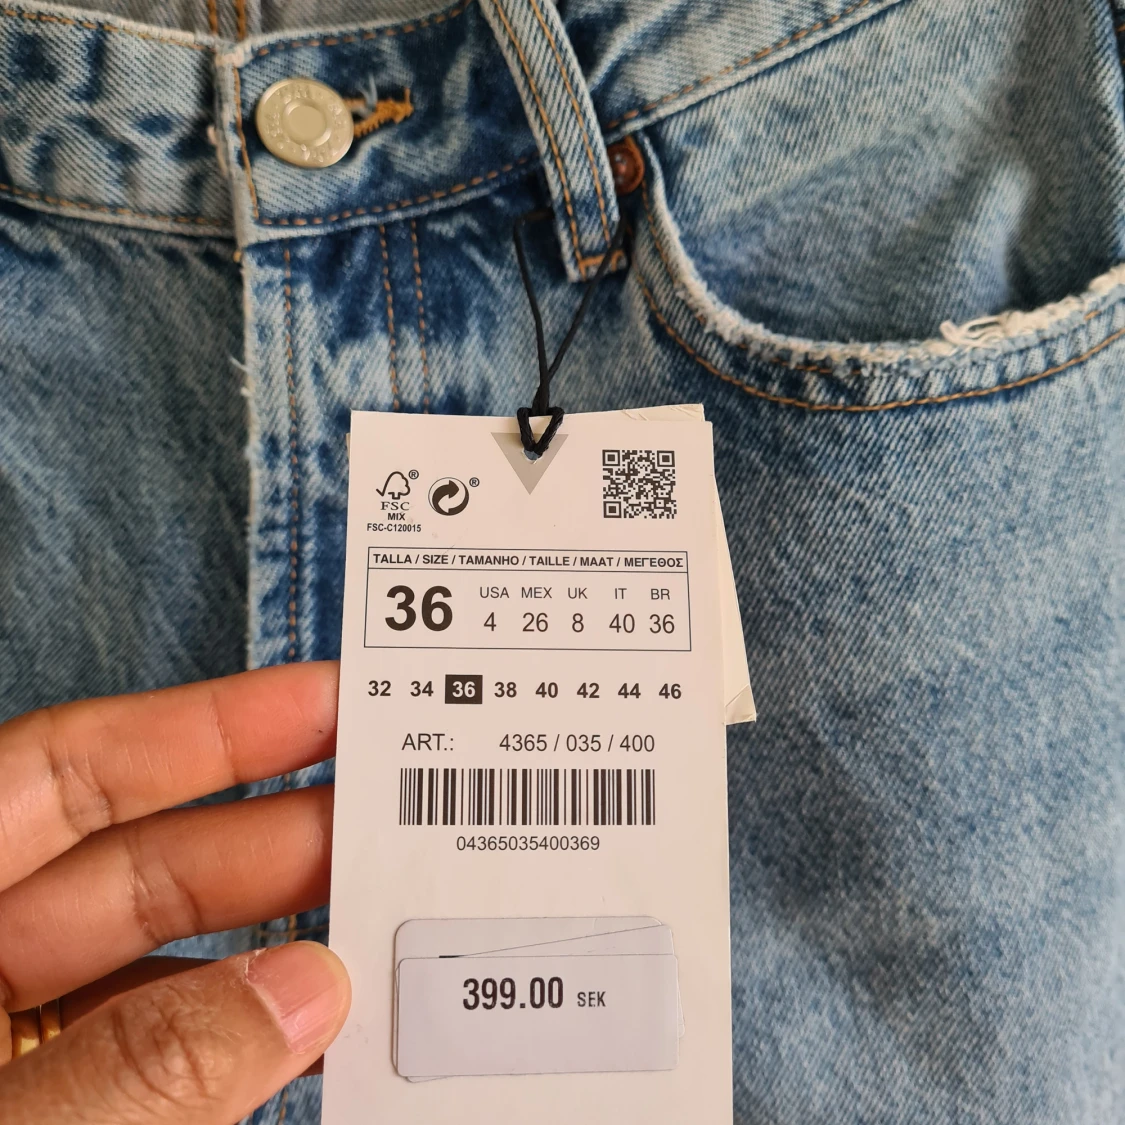 FSC
MIX
FSC-C120015
TALLA / SIZE / TAMANHO / TAILLE / MAAT / ΜΕΓΕΘΟΣ
36
USA MEX UK IT BR
4 26 8 40 36
32 34 36 38 40 42 44 46
ART.: 4365 / 035 / 400
04365035400369
399.00 SEK